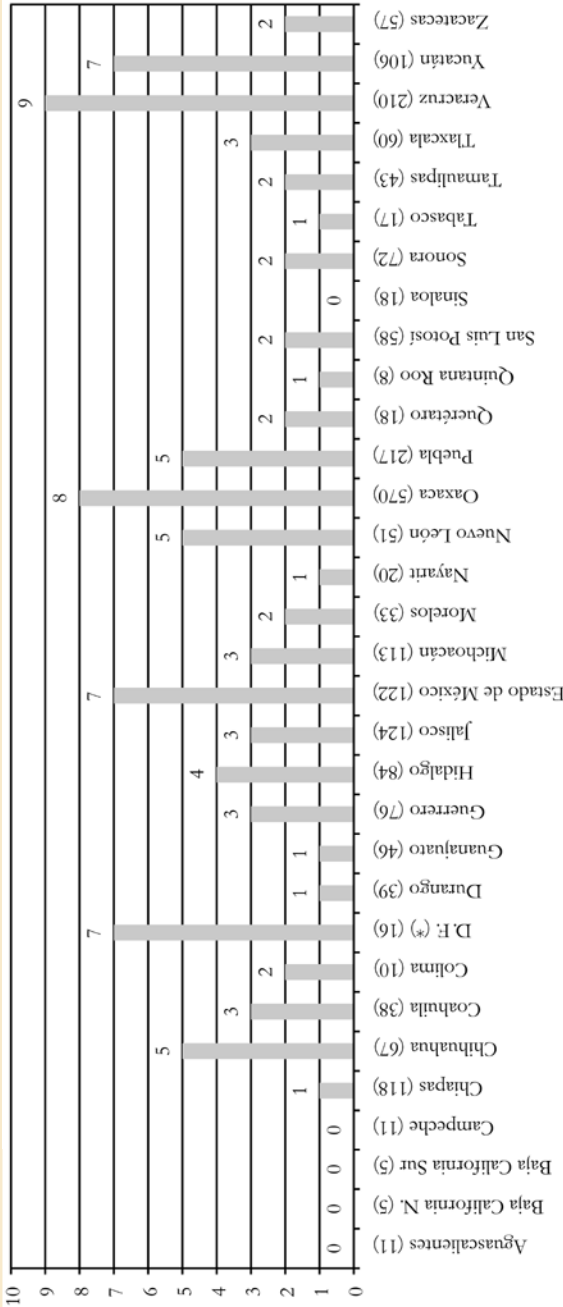 10
9
8
7
6
5
4
3
2
1
0
0
0
0
0
1
5
3
2
7
1
1
3
4
3
7
3
2
1
5
8
5
2
1
2
0
2
1
2
3
9
7
2
Aguascalientes (11)
Baja California N. (5)
Baja California Sur (5)
Campeche (11)
Chiapas (118)
Chihuahua (67)
Coahuila (38)
Colima (10)
D.F. (*) (16)
Durango (39)
Guanajuato (46)
Guerrero (76)
Hidalgo (84)
Jalisco (124)
Estado de México (122)
Michoacán (113)
Morelos (33)
Nayarit (20)
Nuevo León (51)
Oaxaca (570)
Puebla (217)
Querétaro (18)
Quintana Roo (8)
San Luis Potosí (58)
Sinaloa (18)
Sonora (72)
Tabasco (17)
Tamaulipas (43)
Tlaxcala (60)
Veracruz (210)
Yucatán (106)
Zacatecas (57)